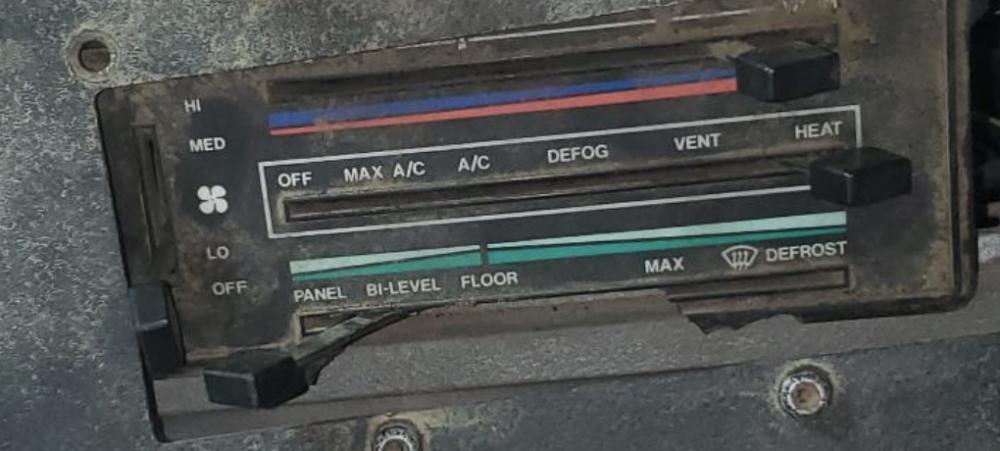 HI
MED
LO
OFF
OFF MAX A/C A/C DEFOG VENT HEAT
PANEL BI-LEVEL FLOOR MAX DEFROST